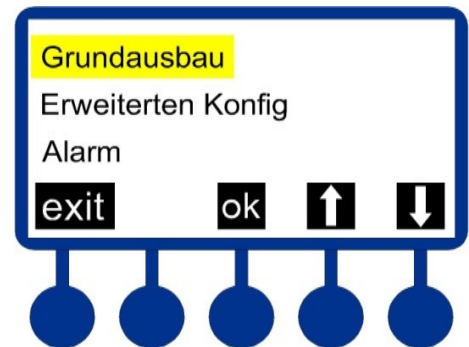 Grundausbau
Erweiterten Konfig
Alarm
exit ok ↑ ↓